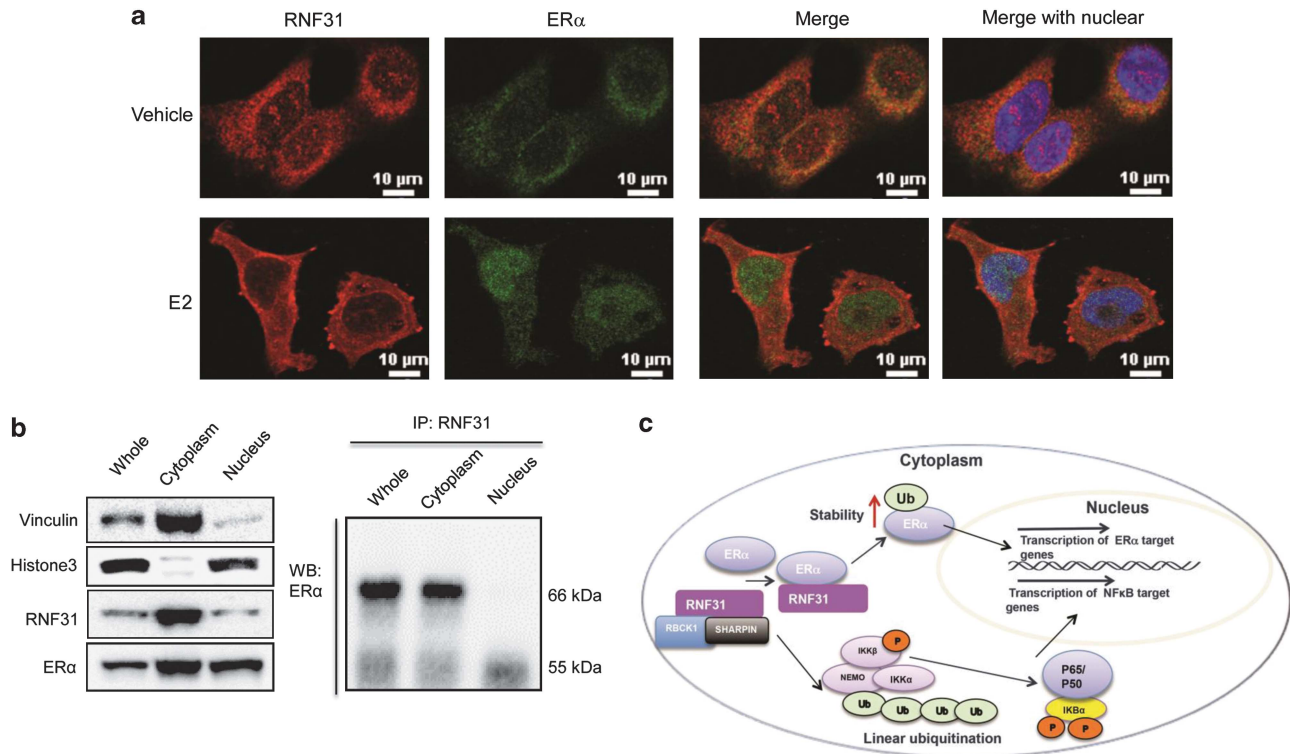 a
RNF31 ERα Merge Merge with nuclear
Vehicle
10 µm 10 µm 10 µm 10 µm
E2
10 µm 10 µm 10 µm 10 µm
b
Whole Cytoplasm Nucleus
Vinculin
Histone3
RNF31
ERα
IP: RNF31
Whole Cytoplasm Nucleus
WB:
ERα
66 kDa
55 kDa
c
Cytoplasm
Ub
Stability
ERα
Nucleus
Transcription of ERα target
genes
Transcription of NFκB target
genes
ERα
ERα
RNF31
RNF31
RBCK1 SHARPIN
P
IKKβ
NEMO IKKα
Ub Ub Ub Ub
Linear ubiquitination
P65/
P50
IKBα
P P